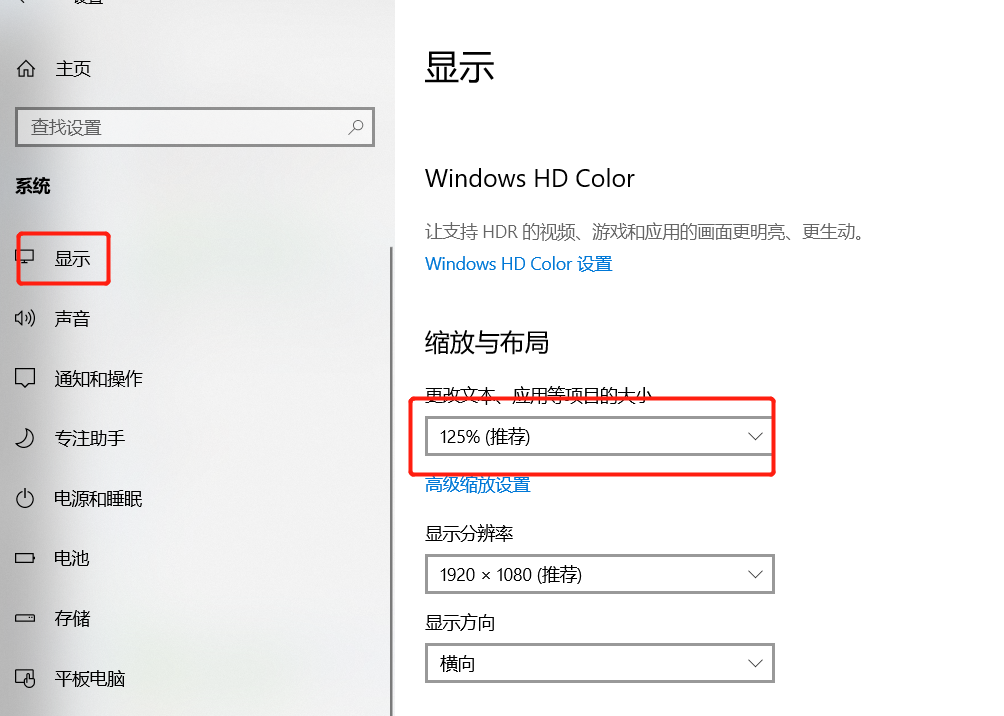 主页
查找设置
系统
显示
声音
通知和操作
专注助手
电源和睡眠
电池
存储
平板电脑
显示
Windows HD Color
让支持 HDR 的视频、游戏和应用的画面更明亮、更生动。
Windows HD Color 设置
缩放与布局
更改文本、应用等项目的大小
125% (推荐)
高级缩放设置
显示分辨率
1920 × 1080 (推荐)
显示方向
横向